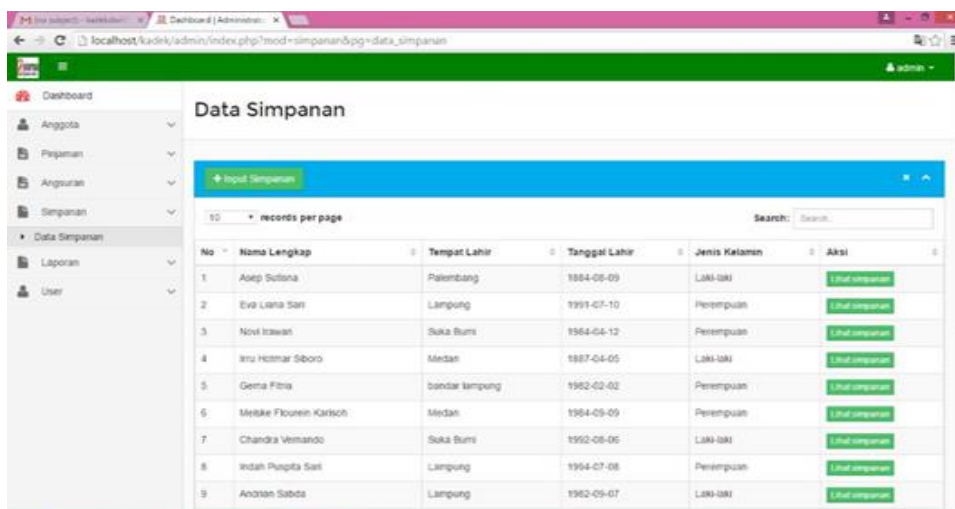 Dashboard | Administrat...
localhost/kadek/admin/index.php?mod=simpanan&pg=data_simpanan
admin
Dashboard
Anggota
Pinjaman
Angsuran
Simpanan
Data Simpanan
Laporan
User
Data Simpanan
+ Input Simpanan
10 records per page Search: Search..
No Nama Lengkap Tempat Lahir Tanggal Lahir Jenis Kelamin Aksi
1 Asep Sutisna Palembang 1884-08-09 Laki-laki Lihat simpanan
2 Eva Liana Sari Lampung 1991-07-10 Perempuan Lihat simpanan
3 Novi Irawan Suka Bumi 1984-04-12 Perempuan Lihat simpanan
4 Hotmar Siboro Medan 1887-04-05 Laki-laki Lihat simpanan
5 Gema Fitria bandar lampung 1982-02-02 Perempuan Lihat simpanan
6 Meiske Karisoh Medan 1984-09-09 Perempuan Lihat simpanan
7 Chandra Vernando Suka Bumi 1992-08-06 Laki-laki Lihat simpanan
8 Indah Puspita Sari Lampung 1994-07-08 Perempuan Lihat simpanan
9 Andrian Sabda Lampung 1982-09-07 Laki-laki Lihat simpanan